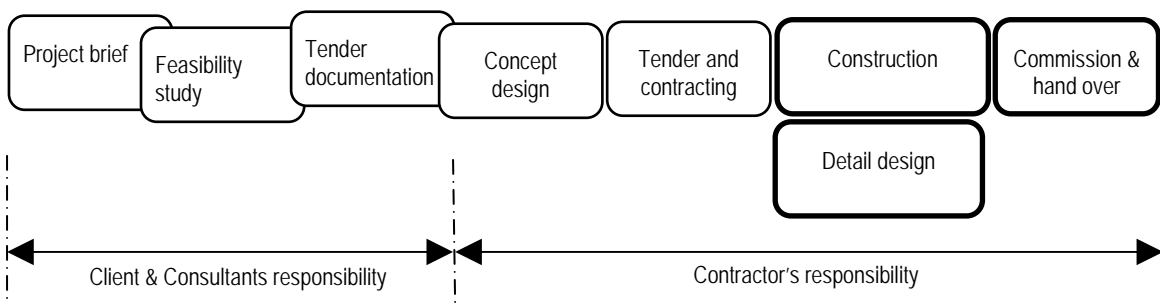 Project brief
Feasibility
study
Tender
documentation
Concept
design
Tender and
contracting
Construction
Commission &
hand over
Detail design
Client & Consultants responsibility
Contractor's responsibility